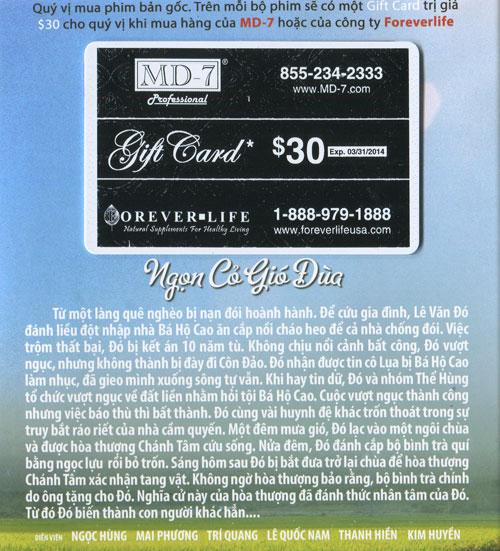 Quý vị mua phim bản gốc. Trên mỗi bộ phim sẽ có một Gift Card trị giá
$30 cho quý vị khi mua hàng của MD-7 hoặc của công ty Foreverlife
MD-7®
Professional
855-234-2333
www.MD-7.com
Gift Card* $30 Exp. 03/31/2014
FOREVER LIFE
Natural Supplements For Healthy Living
1-888-979-1888
www.foreverlifeusa.com
Ngọn Cỏ Gió Đùa
Từ một làng quê nghèo bị nạn đói hoành hành. Để cứu gia đình, Lê Văn Đó
đánh liều đột nhập nhà Bá Hộ Cao ăn cắp nồi cháo heo để cả nhà chống đói. Việc
trộm thất bại, Đó bị kết án 10 năm tù. Không chịu nổi cảnh bất công, Đó vượt
ngục, nhưng không thành bị đày đi Côn Đảo. Đó nhận được tin cô Lụa bị Bá Hộ Cao
làm nhục, đã gieo mình xuống sông tự vẫn. Khi hay tin dữ, Đó và nhóm Thể Hùng
tổ chức vượt ngục về đất liền nhằm hỏi tội Bá Hộ Cao. Cuộc vượt ngục thành công
nhưng việc báo thù thì bất thành. Đó cùng vài huynh đệ khác trốn thoát trong sự
truy bắt ráo riết của nhà cầm quyền. Một đêm mưa gió, Đó lạc vào một ngôi chùa
và được hòa thượng Chánh Tâm cứu sống. Nửa đêm, Đó đánh cắp bộ bình trà quí
bằng ngọc lựu rồi bỏ trốn. Sáng hôm sau Đó bị bắt đưa trở lại chùa để hòa thượng
Chánh Tâm xác nhận tang vật. Không ngờ hòa thượng bảo rằng, bộ bình trà chính
do ông tặng cho Đó. Nghĩa cử này của hòa thượng đã đánh thức nhân tâm của Đó.
Từ đó Đó biến thành con người khác hẳn....
DIỄN VIÊN NGỌC HÙNG MAI PHƯƠNG TRÍ QUANG LÊ QUỐC NAM THANH HIỀN KIM HUYỀN